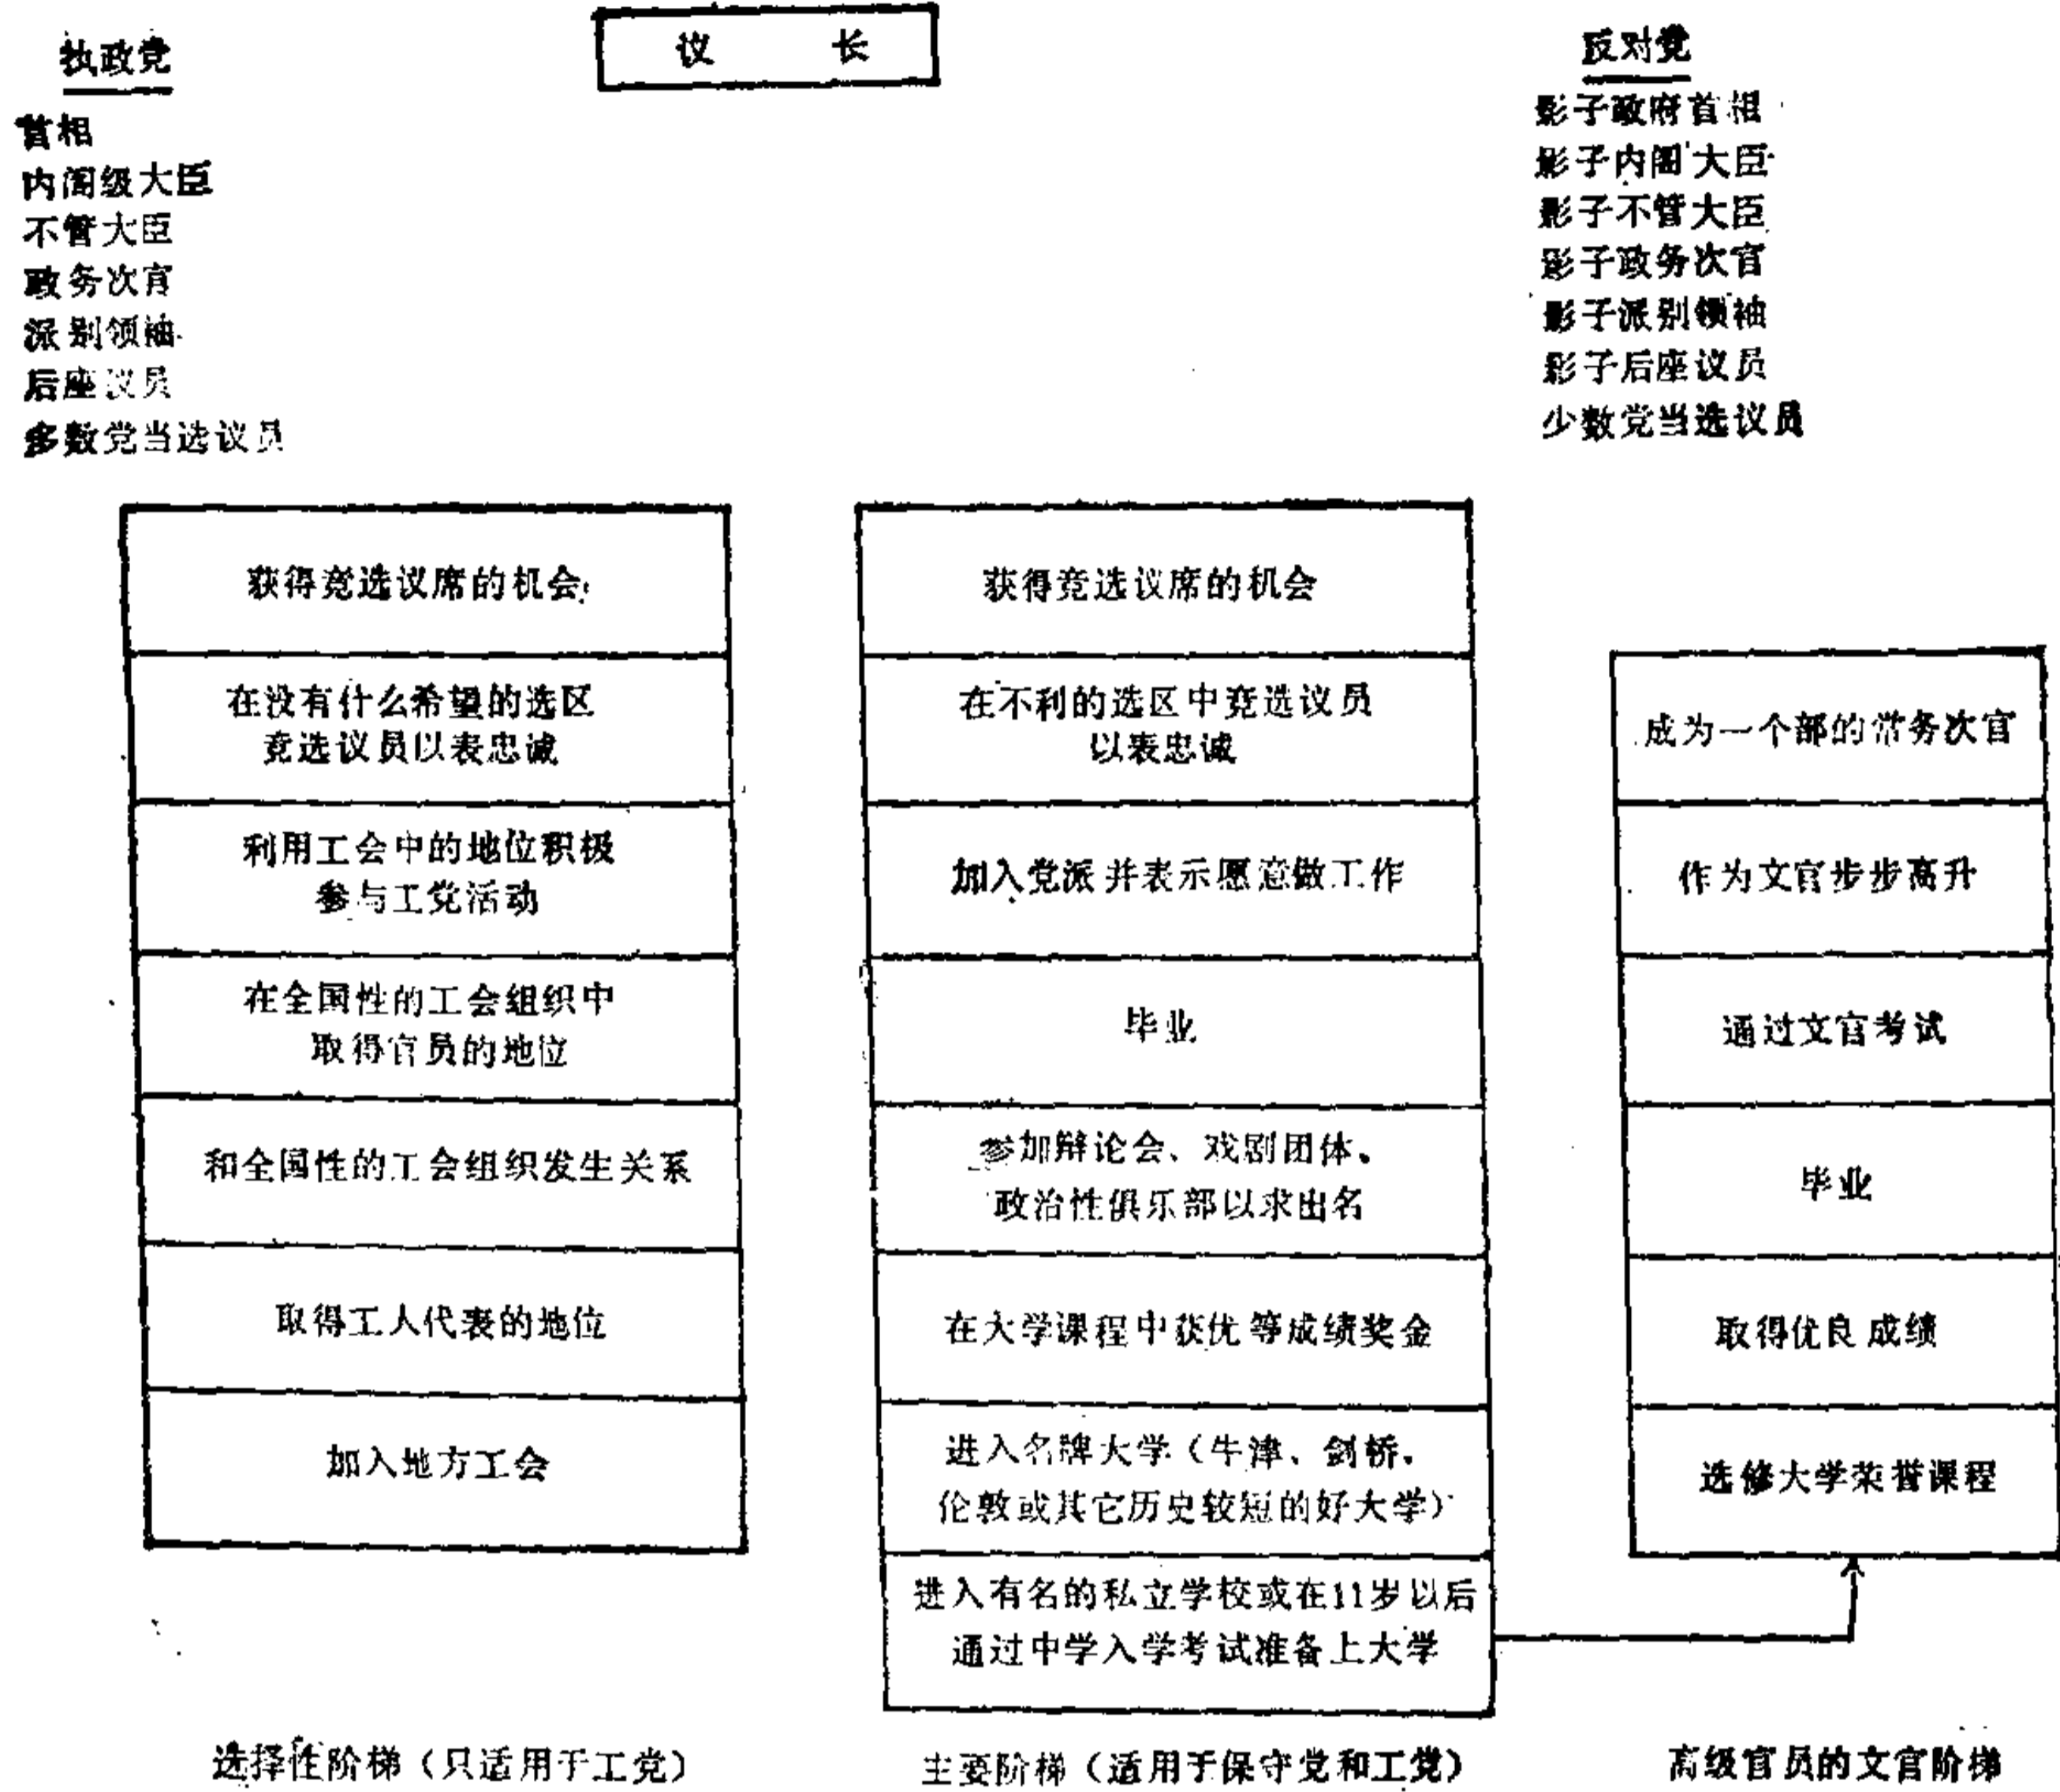 执政党
首相
内阁级大臣
不管大臣
政务次官
派别领袖
后座议员
多数党当选议员
议 长
反对党
影子政府首相
影子内阁大臣
影子不管大臣
影子政务次官
影子派别领袖
影子后座议员
少数党当选议员
获得竞选议席的机会
在没有什么希望的选区
竞选议员以表忠诚
利用工会中的地位积极
参与工党活动
在全国性的工会组织中
取得官员的地位
和全国性的工会组织发生关系
取得工人代表的地位
加入地方工会
选择性阶梯（只适用于工党）
获得竞选议席的机会
在不利的选区中竞选议员
以表忠诚
加入党派并表示愿意做工作
毕业
参加辩论会、戏剧团体、
政治性俱乐部以求出名
在大学课程中获优等成绩奖金
进入名牌大学（牛津、剑桥、
伦敦或其它历史较短的好大学）
进入有名的私立学校或在11岁以后
通过中学入学考试准备上大学
主要阶梯（适用于保守党和工党）
成为一个部的常务次官
作为文官步步高升
通过文官考试
毕业
取得优良成绩
选修大学荣誉课程
高级官员的文官阶梯